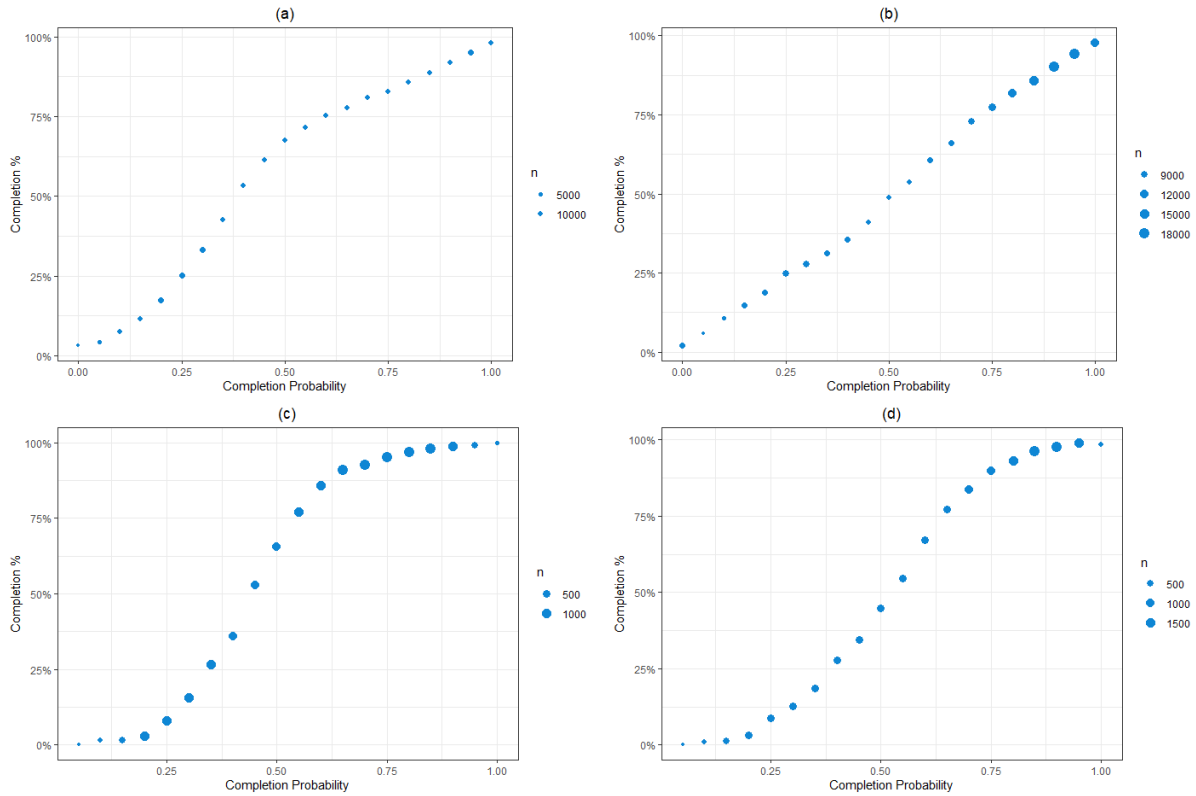 (a)
100%
75%
50%
25%
0%
Completion %
0.00 0.25 0.50 0.75 1.00
Completion Probability
n
5000
10000
(b)
100%
75%
50%
25%
0%
Completion %
0.00 0.25 0.50 0.75 1.00
Completion Probability
n
9000
12000
15000
18000
(c)
100%
75%
50%
25%
0%
Completion %
0.25 0.50 0.75 1.00
Completion Probability
n
500
1000
(d)
100%
75%
50%
25%
0%
Completion %
0.25 0.50 0.75 1.00
Completion Probability
n
500
1000
1500